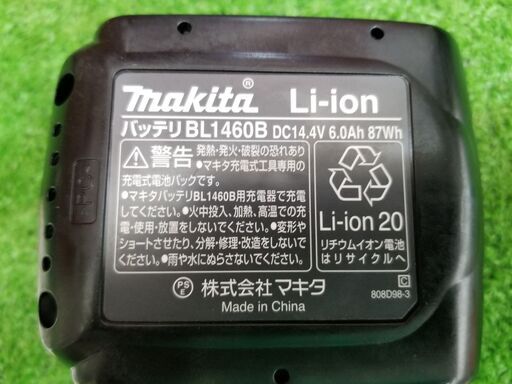 makita® Li-ion
バッテリBL1460B DC14.4V 6.0Ah 87Wh
警告 発熱・発火・破裂の恐れあり
●マキタ充電式工具専用の
充電式電池パックです。
●マキタバッテリBL1460B用充電器で充電
してください。●火中投入、加熱、高温での充
電・使用・放置をしないでください。●変形や
ショートさせたり、分解・修理・改造をしないで
ください。●雨や水にぬらさないでください。
Li-ion 20
リチウムイオン電池
はリサイクルへ
PSE 株式会社マキタ
Made in China
C
808D98-3